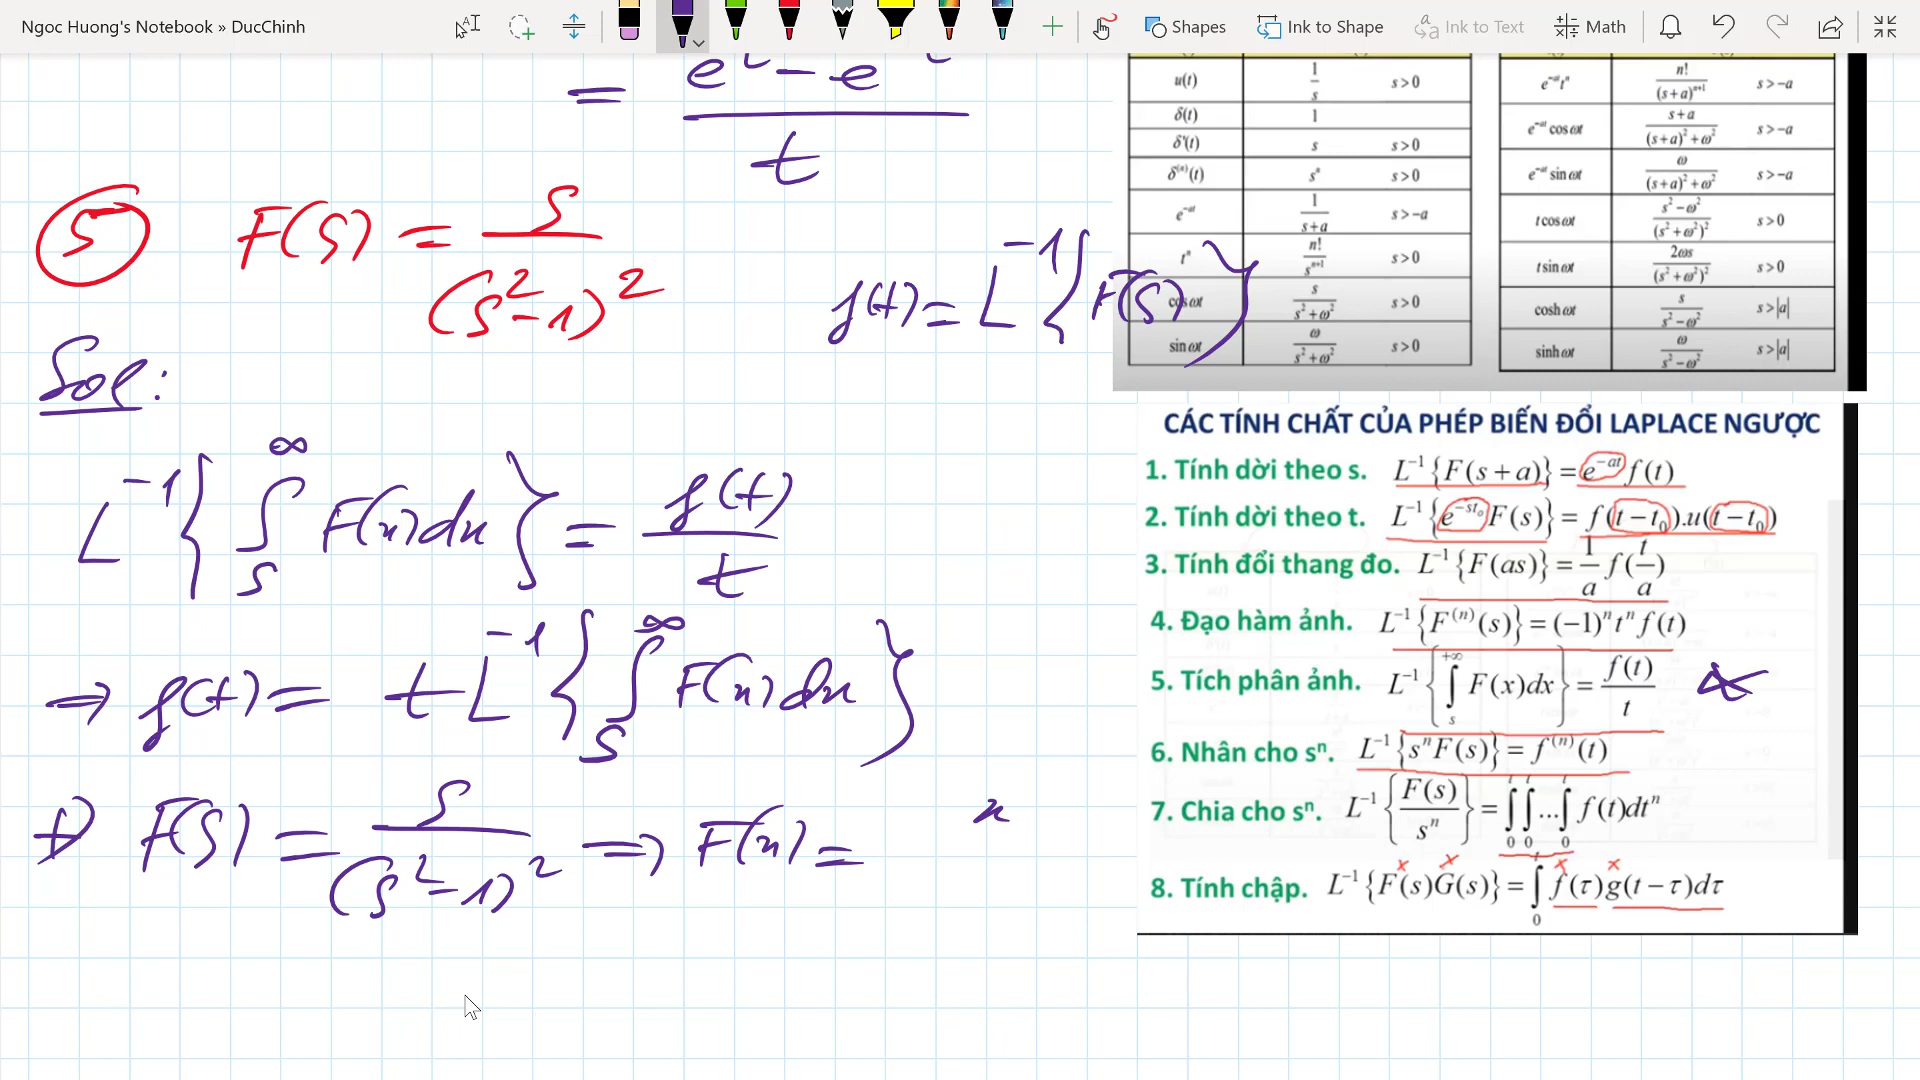 Ngoc Huong's Notebook » DucChinh
Shapes
Ink to Shape
Ink to Text
Math
=
t
5 F(s) = s / (s² - 1)²
f(t) = L⁻¹{F(s)}
Sol:
L⁻¹{∫ₛ^∞ F(x)dx} = f(t) / t
⇒ f(t) = t L⁻¹{∫ₛ^∞ F(x)dx}
+) F(s) = s / (s² - 1)² ⇒ F(x) = x
u(t) 1/s s>0
δ(t) 1
δ'(t) s s>0
δ⁽ⁿ⁾(t) sⁿ s>0
e⁻ᵃᵗ 1/(s+a) s>-a
tⁿ n!/sⁿ⁺¹ s>0
cos ωt s/(s²+ω²) s>0
sin ωt ω/(s²+ω²) s>0
e⁻ᵃᵗtⁿ n!/(s+a)ⁿ⁺¹ s>-a
e⁻ᵃᵗ cos ωt (s+a)/((s+a)²+ω²) s>-a
e⁻ᵃᵗ sin ωt ω/((s+a)²+ω²) s>-a
t cos ωt (s²-ω²)/(s²+ω²)² s>0
t sin ωt 2ωs/(s²+ω²)² s>0
cosh ωt s/(s²-ω²) s>|a|
sinh ωt ω/(s²-ω²) s>|a|
CÁC TÍNH CHẤT CỦA PHÉP BIẾN ĐỔI LAPLACE NGƯỢC
1. Tính dời theo s. L⁻¹{F(s+a)} = e⁻ᵃᵗ f(t)
2. Tính dời theo t. L⁻¹{e^(-st₀) F(s)} = f(t-t₀).u(t-t₀)
3. Tính đổi thang đo. L⁻¹{F(as)} = 1/a f(t/a)
4. Đạo hàm ảnh. L⁻¹{F⁽ⁿ⁾(s)} = (-1)ⁿtⁿ f(t)
5. Tích phân ảnh. L⁻¹{∫ₛ^+∞ F(x)dx} = f(t)/t
6. Nhân cho sⁿ. L⁻¹{sⁿF(s)} = f⁽ⁿ⁾(t)
7. Chia cho sⁿ. L⁻¹{F(s)/sⁿ} = ∫₀ᵗ∫₀ᵗ...∫₀ᵗ f(t)dtⁿ
8. Tính chập. L⁻¹{F(s)G(s)} = ∫₀ᵗ f(τ)g(t-τ)dτ